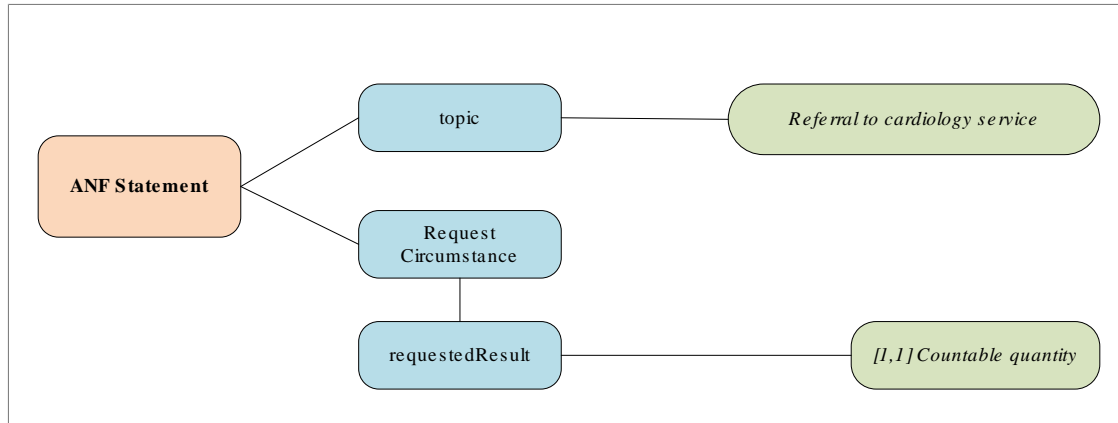 topic
Referral to cardiology service
ANF Statement
Request
Circumstance
requestedResult
[1,1] Countable quantity